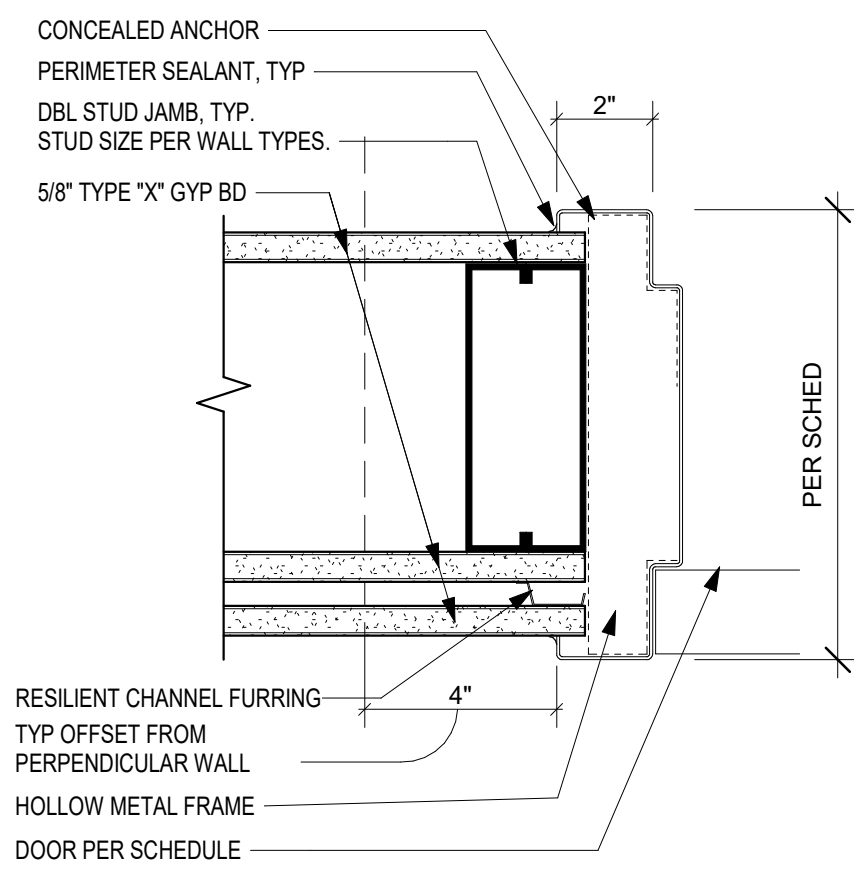 CONCEALED ANCHOR
PERIMETER SEALANT, TYP
2"
DBL STUD JAMB, TYP.
STUD SIZE PER WALL TYPES.
5/8" TYPE "X" GYP BD
PER SCHED
RESILIENT CHANNEL FURRING
4"
TYP OFFSET FROM
PERPENDICULAR WALL
HOLLOW METAL FRAME
DOOR PER SCHEDULE